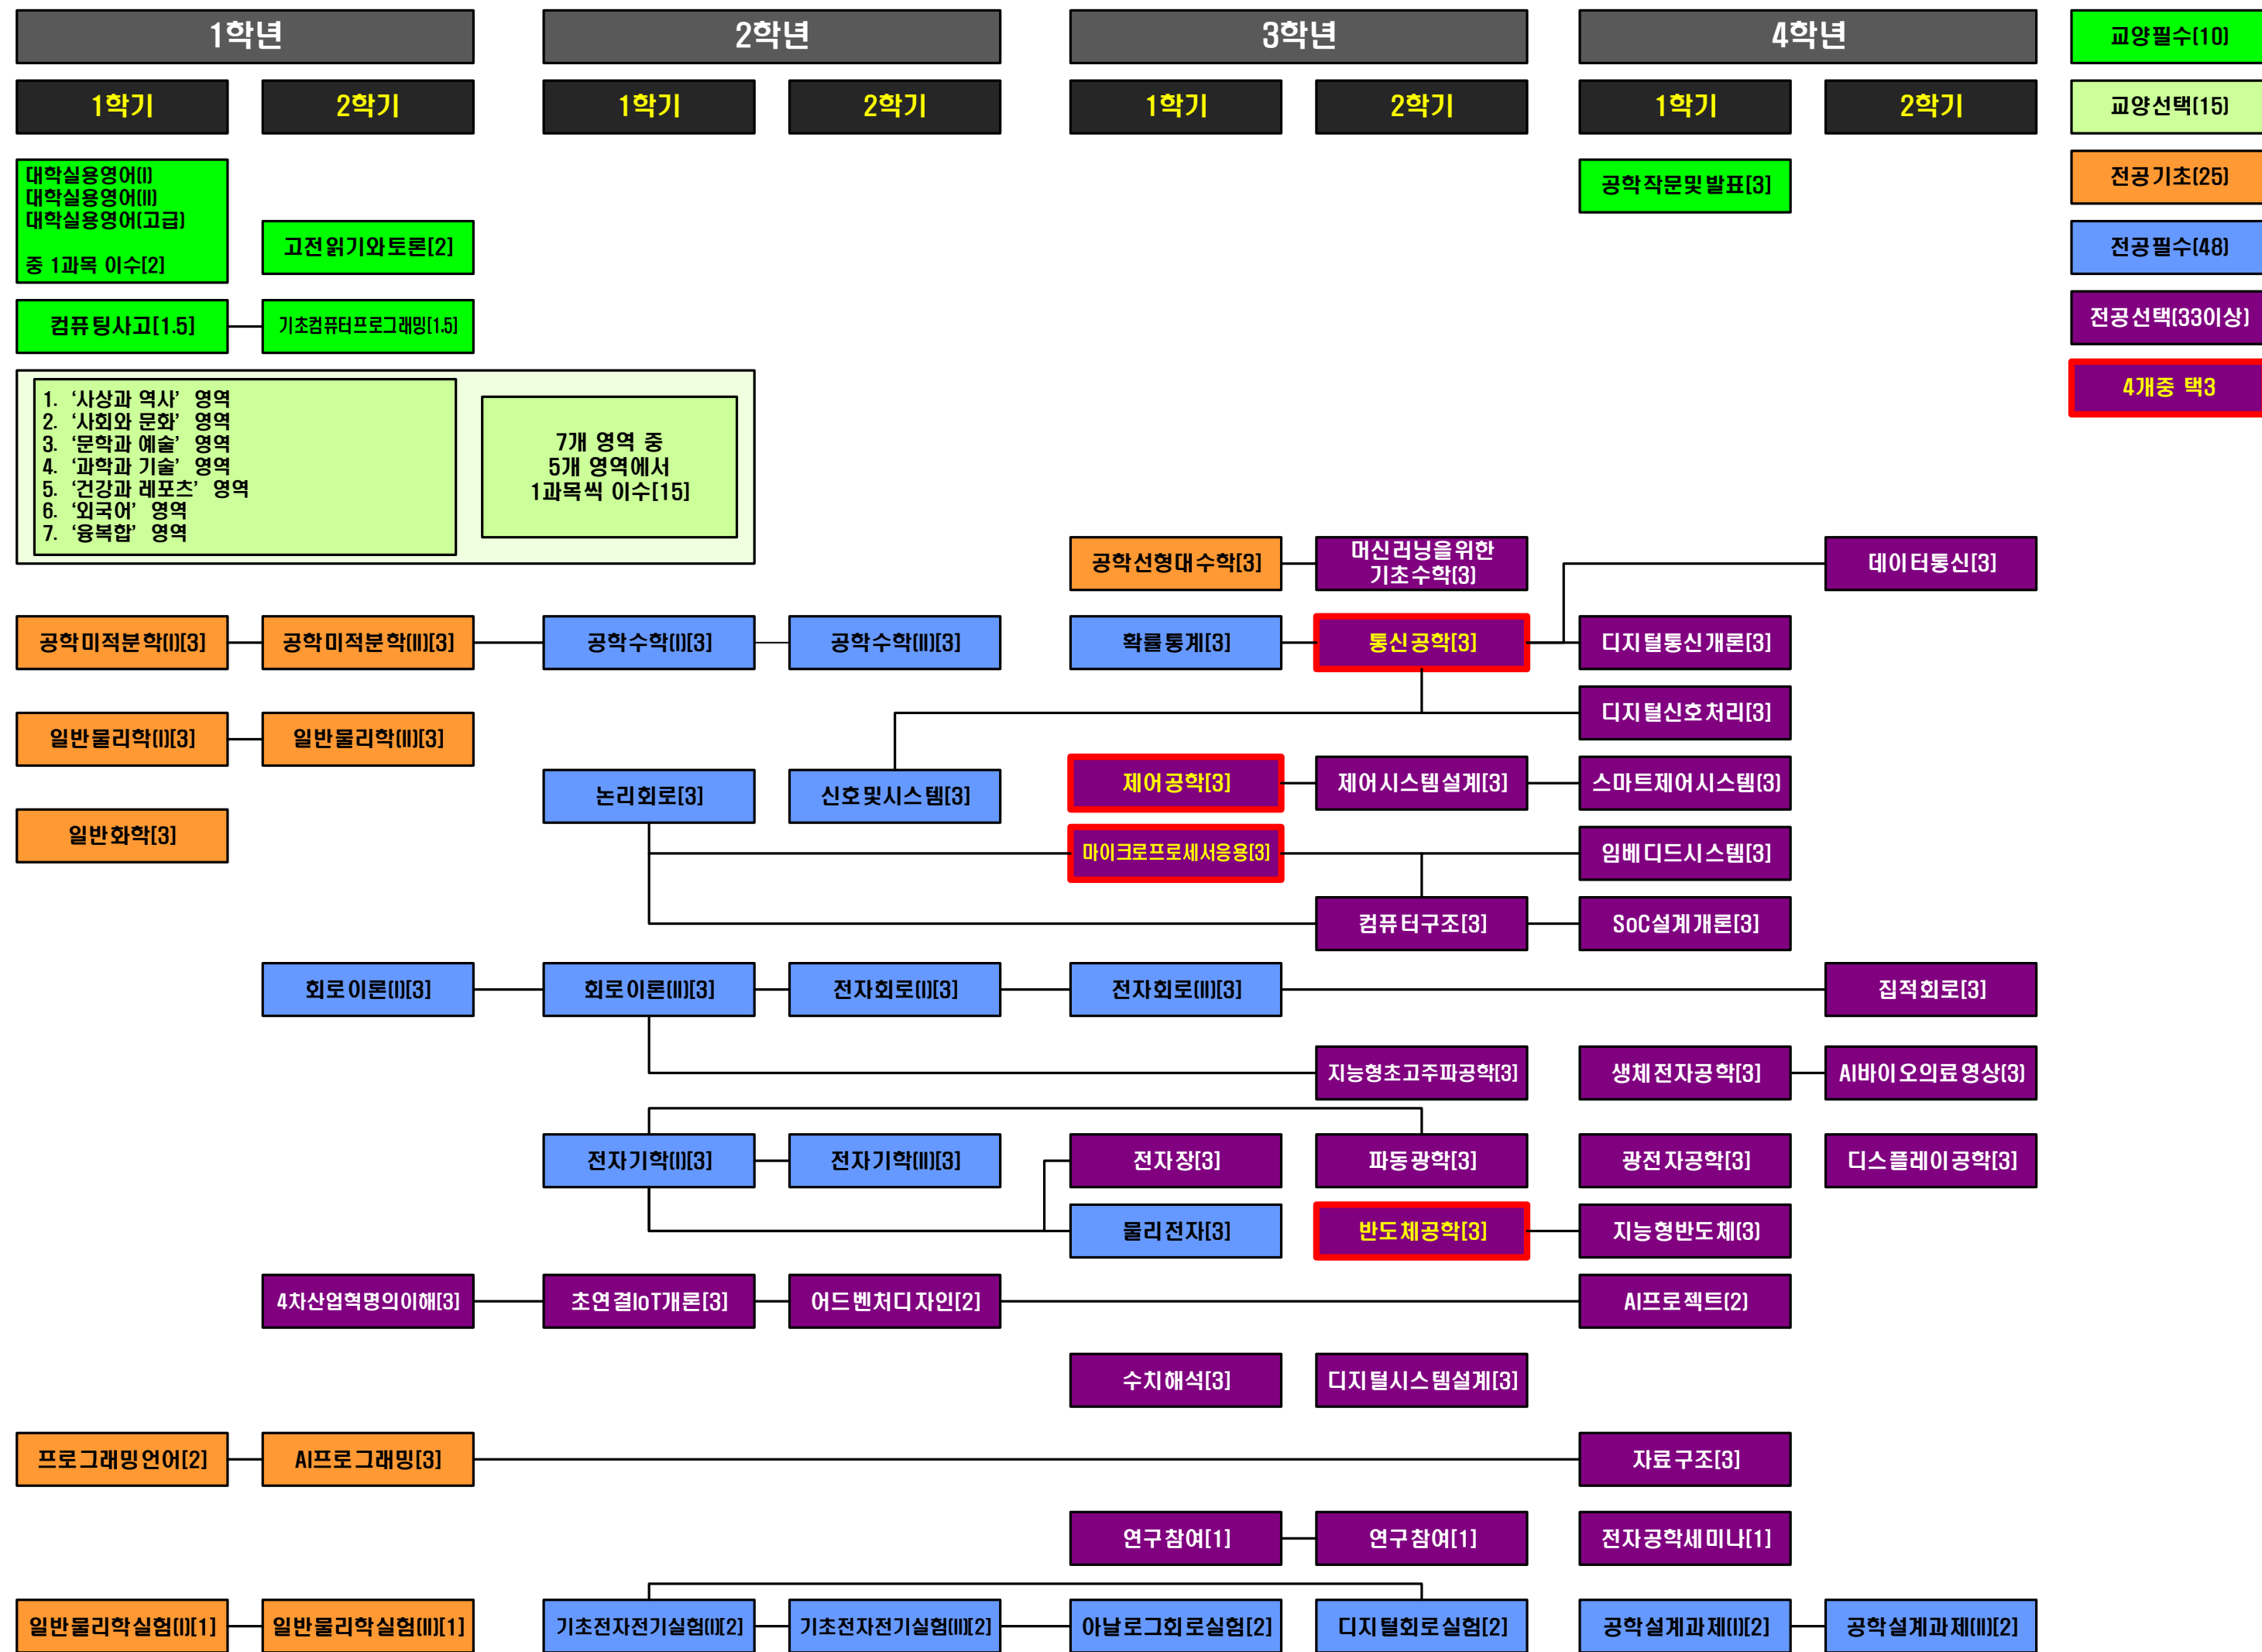 1학년
2학년
3학년
4학년
교양필수(10)
1학기
2학기
1학기
2학기
1학기
2학기
1학기
2학기
교양선택(15)
대학실용영어(I)
대학실용영어(II)
대학실용영어(고급)
중 1과목 이수[2]
고전읽기와토론[2]
공학작문및발표[3]
전공기초(25)
전공필수(48)
컴퓨팅사고[1.5]
기초컴퓨터프로그래밍[1.5]
전공선택(33이상)
4개중 택3
1. ‘사상과 역사’ 영역
2. ‘사회와 문화’ 영역
3. ‘문학과 예술’ 영역
4. ‘과학과 기술’ 영역
5. ‘건강과 레포츠’ 영역
6. ‘외국어’ 영역
7. ‘융복합’ 영역
7개 영역 중
5개 영역에서
1과목씩 이수[15]
공학선형대수학[3]
머신러닝을위한
기초수학(3)
데이터통신[3]
공학미적분학(I)[3]
공학미적분학(II)[3]
공학수학(I)[3]
공학수학(II)[3]
확률통계[3]
통신공학[3]
디지털통신개론[3]
디지털신호처리[3]
일반물리학(I)[3]
일반물리학(II)[3]
논리회로[3]
신호및시스템[3]
제어공학[3]
제어시스템설계[3]
스마트제어시스템(3)
일반화학[3]
마이크로프로세서응용[3]
임베디드시스템[3]
컴퓨터구조[3]
SoC설계개론[3]
회로이론(I)[3]
회로이론(II)[3]
전자회로(I)[3]
전자회로(II)[3]
집적회로[3]
지능형초고주파공학[3]
생체전자공학[3]
AI바이오의료영상(3)
전자기학(I)[3]
전자기학(II)[3]
전자장[3]
파동광학[3]
광전자공학[3]
디스플레이공학[3]
물리전자[3]
반도체공학[3]
지능형반도체(3)
4차산업혁명의이해[3]
초연결IoT개론[3]
어드벤처디자인[2]
AI프로젝트(2)
수치해석[3]
디지털시스템설계[3]
프로그래밍언어[2]
AI프로그래밍[3]
자료구조[3]
연구참여[1]
연구참여[1]
전자공학세미나[1]
일반물리학실험(I)[1]
일반물리학실험(II)[1]
기초전자전기실험(I)[2]
기초전자전기실험(II)[2]
아날로그회로실험[2]
디지털회로실험[2]
공학설계과제(I)[2]
공학설계과제(II)[2]